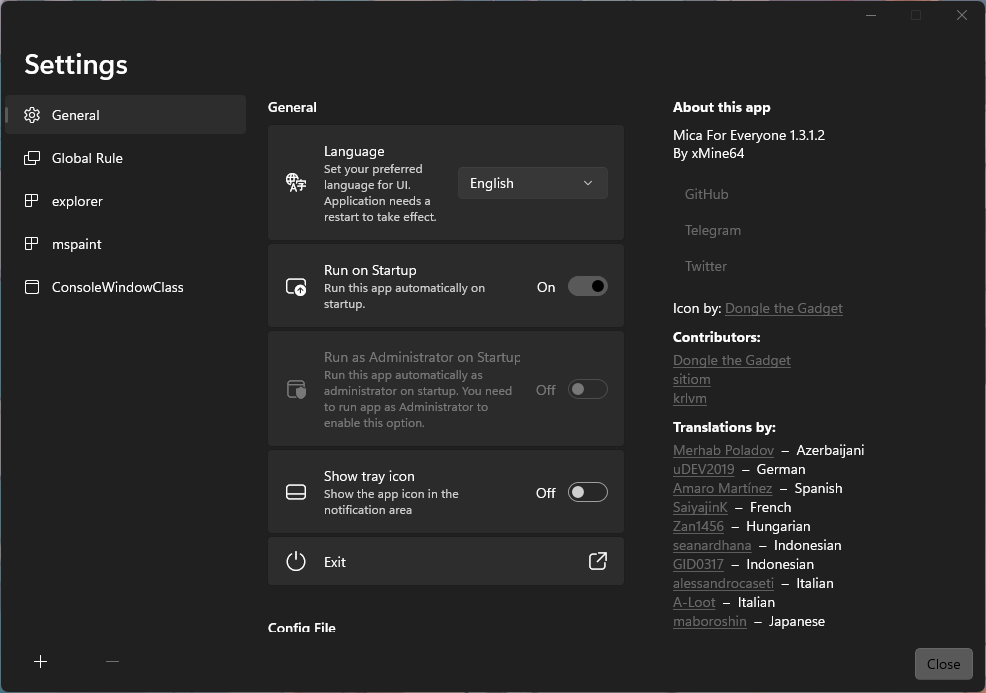 Settings
General
Global Rule
explorer
mspaint
ConsoleWindowClass
General
Language
Set your preferred
language for UI.
Application needs a
restart to take effect.
English
Run on Startup
Run this app automatically on
startup.
On
Run as Administrator on Startup
Run this app automatically as
administrator on startup. You need
to run app as Administrator to
enable this option.
Off
Show tray icon
Show the app icon in the
notification area
Off
Exit
Config File
About this app
Mica For Everyone 1.3.1.2
By xMine64
GitHub
Telegram
Twitter
Icon by: Dongle the Gadget
Contributors:
Dongle the Gadget
sitiom
krlvm
Translations by:
Merhab Poladov – Azerbaijani
uDEV2019 – German
Amaro Martínez – Spanish
SaiyajinK – French
Zan1456 – Hungarian
seanardhana – Indonesian
GID0317 – Indonesian
alessandrocaseti – Italian
A-Loot – Italian
maboroshin – Japanese
Close